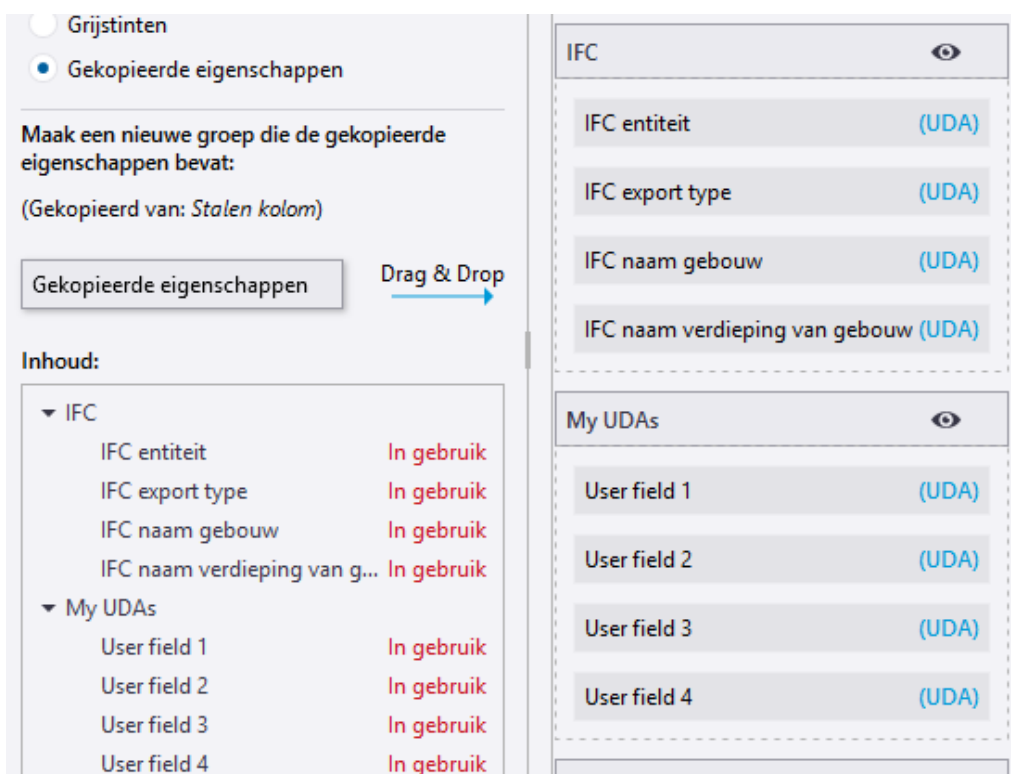 Grijstinten
Gekopieerde eigenschappen
Maak een nieuwe groep die de gekopieerde
eigenschappen bevat:
(Gekopieerd van: Stalen kolom)
Gekopieerde eigenschappen
Drag & Drop
Inhoud:
IFC
IFC entiteit In gebruik
IFC export type In gebruik
IFC naam gebouw In gebruik
IFC naam verdieping van g... In gebruik
My UDAs
User field 1 In gebruik
User field 2 In gebruik
User field 3 In gebruik
User field 4 In gebruik
IFC
IFC entiteit (UDA)
IFC export type (UDA)
IFC naam gebouw (UDA)
IFC naam verdieping van gebouw (UDA)
My UDAs
User field 1 (UDA)
User field 2 (UDA)
User field 3 (UDA)
User field 4 (UDA)